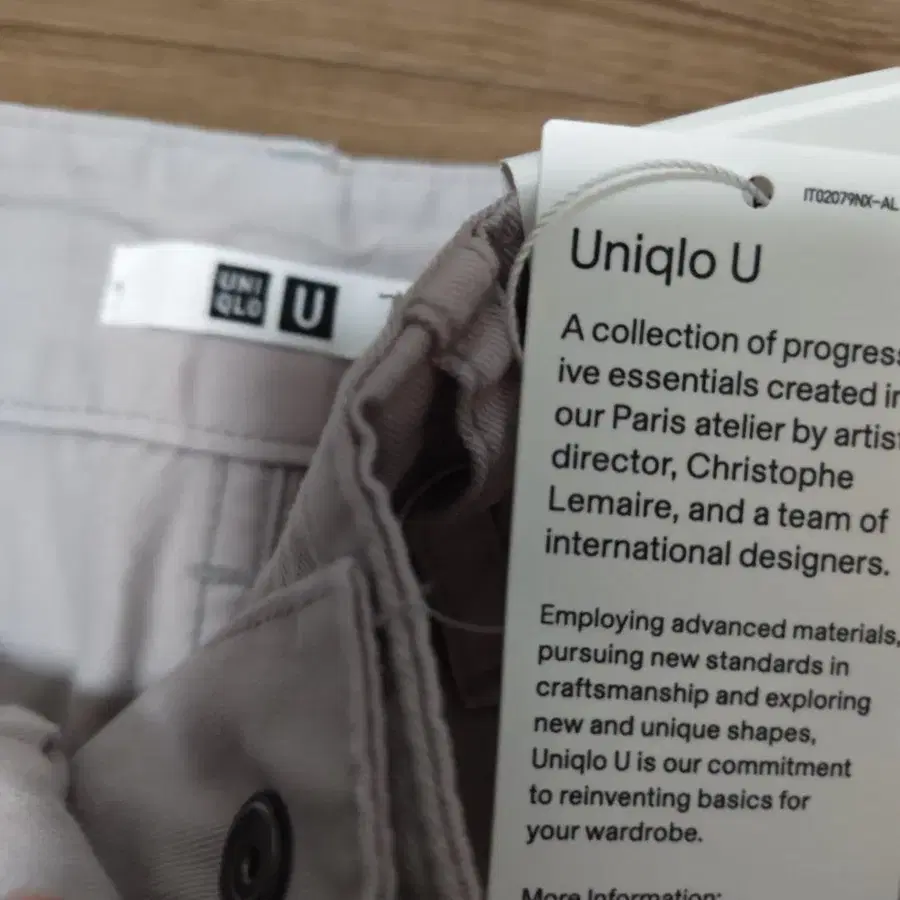 UNI
QLO
U
IT02079NX-AL
Uniqlo U
A collection of progress
ive essentials created in
our Paris atelier by artist
director, Christophe
Lemaire, and a team of
international designers.
Employing advanced materials,
pursuing new standards in
craftsmanship and exploring
new and unique shapes,
Uniqlo U is our commitment
to reinventing basics for
your wardrobe.
More Information: